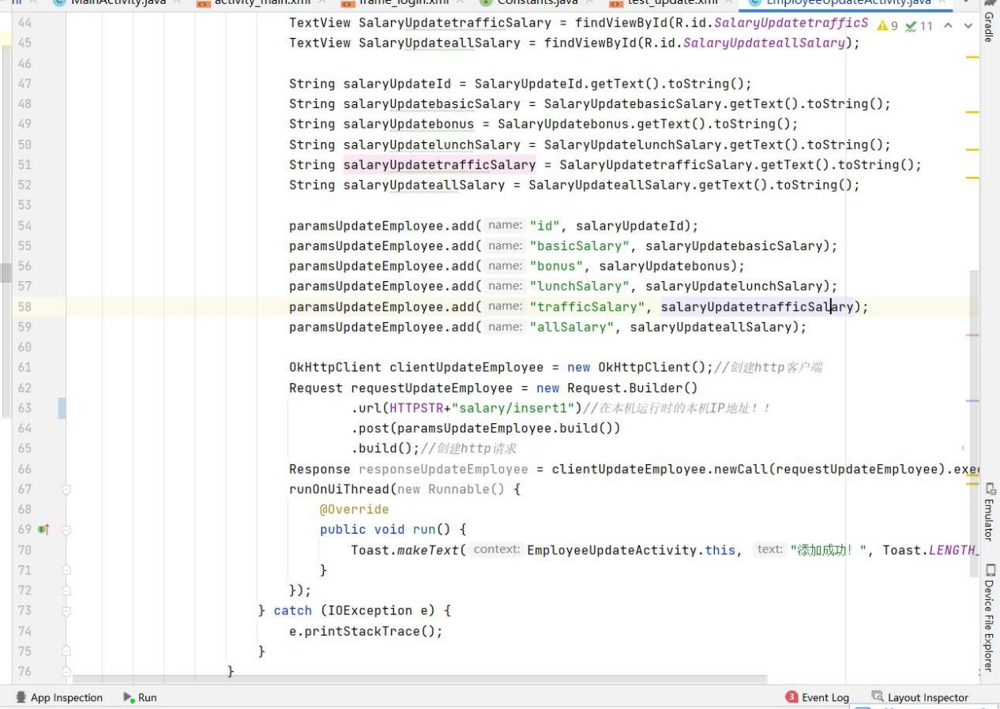 MainActivity.java activity_main.xml frame_login.xml Constants.java test_update.xml EmployeeUpdateActivity.java
44 TextView SalaryUpdatetrafficSalary = findViewById(R.id.SalaryUpdatetrafficS 9 11
45 TextView SalaryUpdateallSalary = findViewById(R.id.SalaryUpdateallSalary);
46
47 String salaryUpdateId = SalaryUpdateId.getText().toString();
48 String salaryUpdatebasicSalary = SalaryUpdatebasicSalary.getText().toString();
49 String salaryUpdatebonus = SalaryUpdatebonus.getText().toString();
50 String salaryUpdatelunchSalary = SalaryUpdatelunchSalary.getText().toString();
51 String salaryUpdatetrafficSalary = SalaryUpdatetrafficSalary.getText().toString();
52 String salaryUpdateallSalary = SalaryUpdateallSalary.getText().toString();
53
54 paramsUpdateEmployee.add( name: "id", salaryUpdateId);
55 paramsUpdateEmployee.add( name: "basicSalary", salaryUpdatebasicSalary);
56 paramsUpdateEmployee.add( name: "bonus", salaryUpdatebonus);
57 paramsUpdateEmployee.add( name: "lunchSalary", salaryUpdatelunchSalary);
58 paramsUpdateEmployee.add( name: "trafficSalary", salaryUpdatetrafficSalary);
59 paramsUpdateEmployee.add( name: "allSalary", salaryUpdateallSalary);
60
61 OkHttpClient clientUpdateEmployee = new OkHttpClient();//创建http客户端
62 Request requestUpdateEmployee = new Request.Builder()
63 .url(HTTPSTR+"salary/insert1")//在本机运行时的本机IP地址！！
64 .post(paramsUpdateEmployee.build())
65 .build();//创建http请求
66 Response responseUpdateEmployee = clientUpdateEmployee.newCall(requestUpdateEmployee).exe
67 runOnUiThread(new Runnable() {
68 @Override
69 public void run() {
70 Toast.makeText( context: EmployeeUpdateActivity.this, text: "添加成功！", Toast.LENGTH_
71 }
72 });
73 } catch (IOException e) {
74 e.printStackTrace();
75 }
76 }
Gradle
Emulator
Device File Explorer
App Inspection Run 3 Event Log Layout Inspector